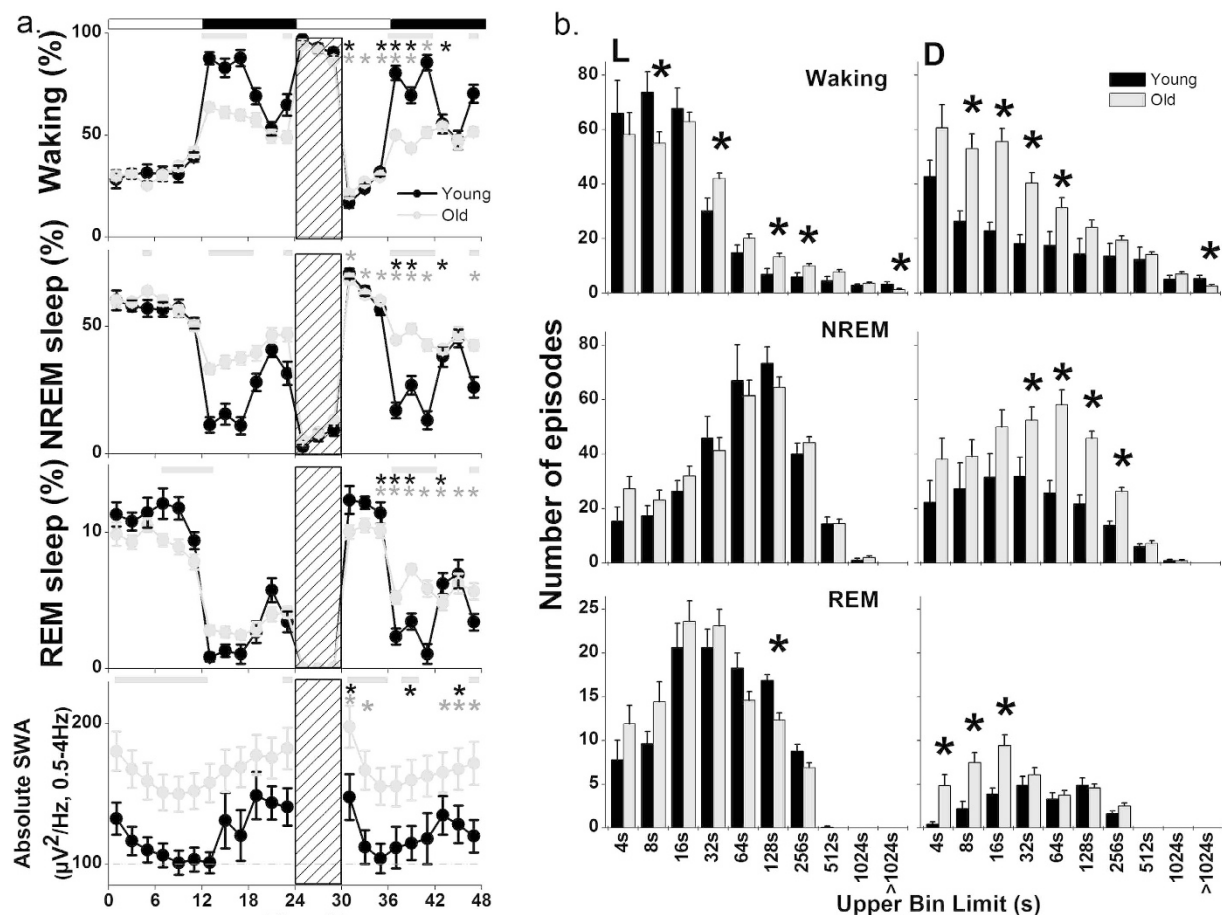 a.
Waking (%)
100
50
0
Young
Old
NREM sleep (%)
50
0
REM sleep (%)
10
0
Absolute SWA
(µV²/Hz, 0.5-4Hz)
200
100
0 6 12 18 24 30 36 42 48
* * * * * *
* * * * * *
* * *
* * * * * *
* * * *
* * * * * *
* * *
* * * * *
b.
Number of episodes
L
Waking
80
60
40
20
0
* * * * *
D
Young
Old
* * * * *
NREM
80
60
40
20
0
* * * *
REM
25
20
15
10
5
0
*
* * *
4s 8s 16s 32s 64s 128s 256s 512s 1024s >1024s
4s 8s 16s 32s 64s 128s 256s 512s 1024s >1024s
Upper Bin Limit (s)